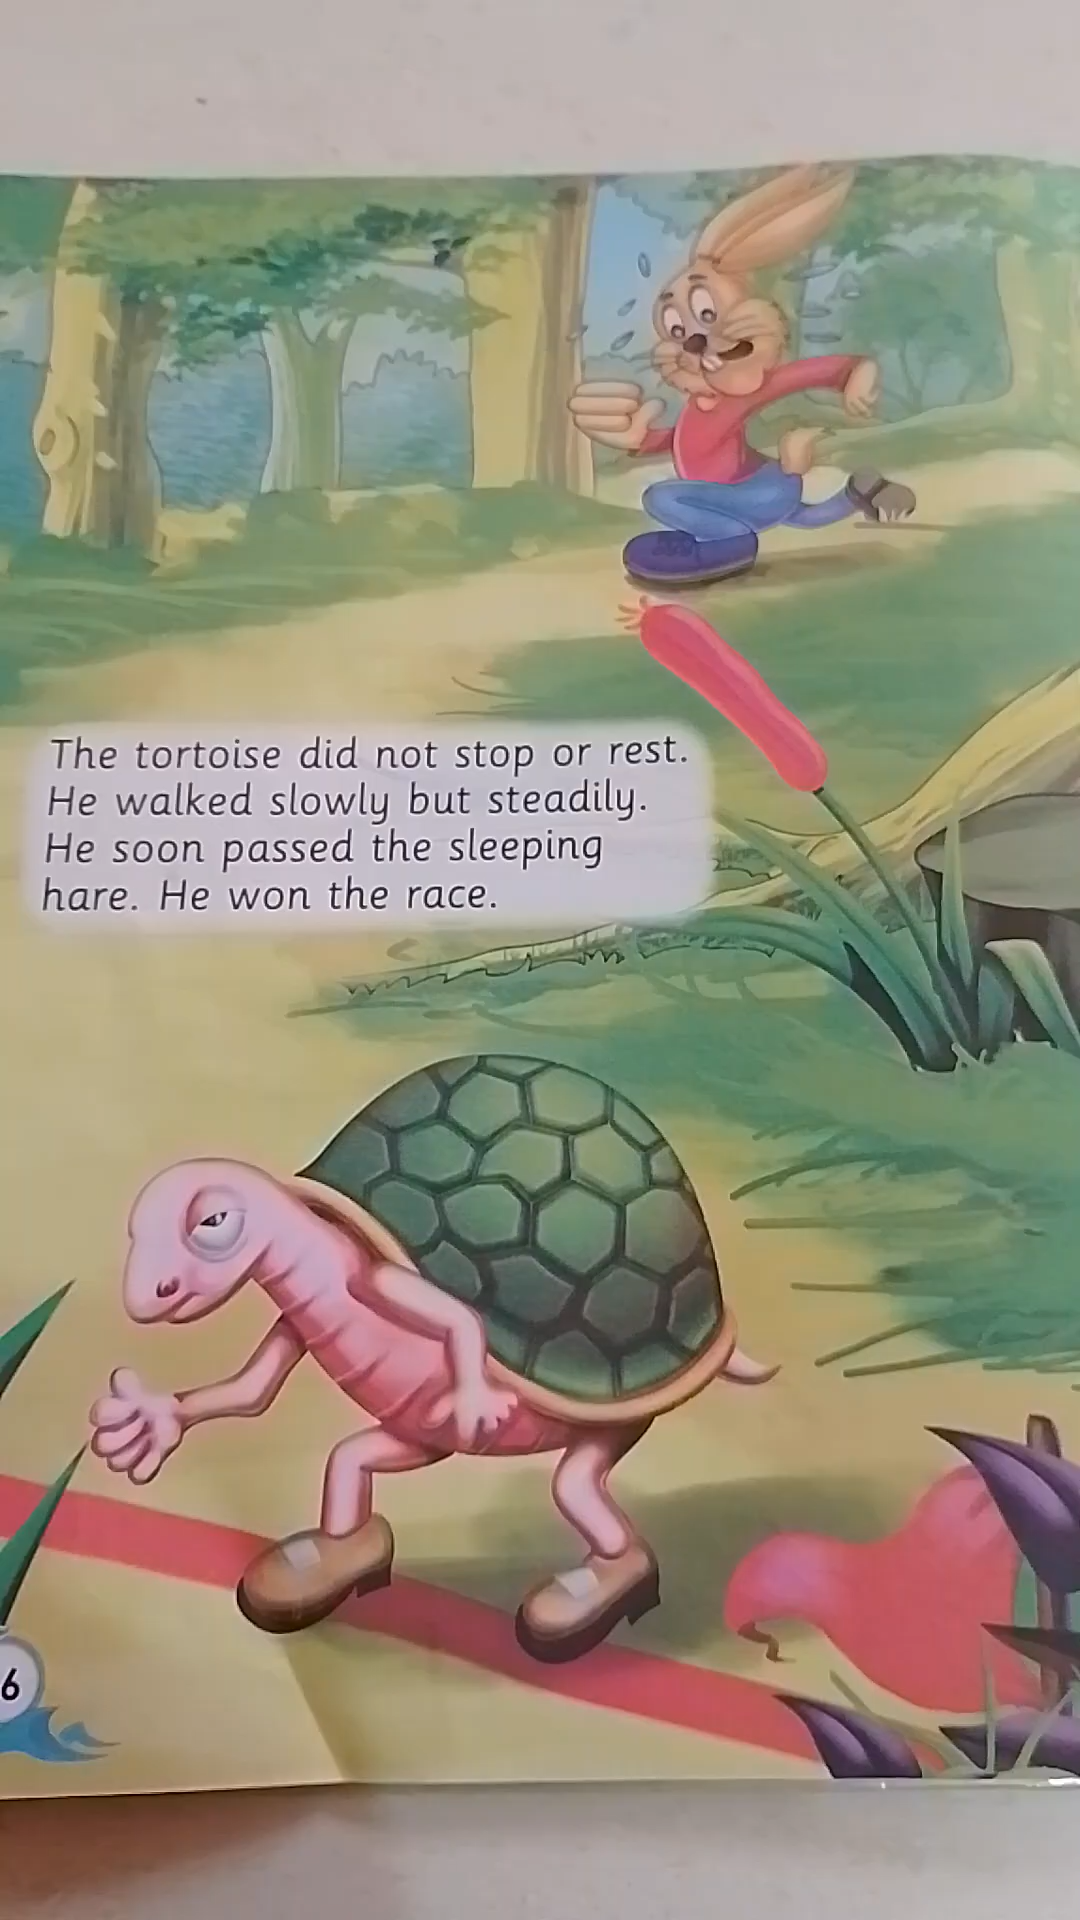 The tortoise did not stop or rest.
He walked slowly but steadily.
He soon passed the sleeping
hare. He won the race.
6